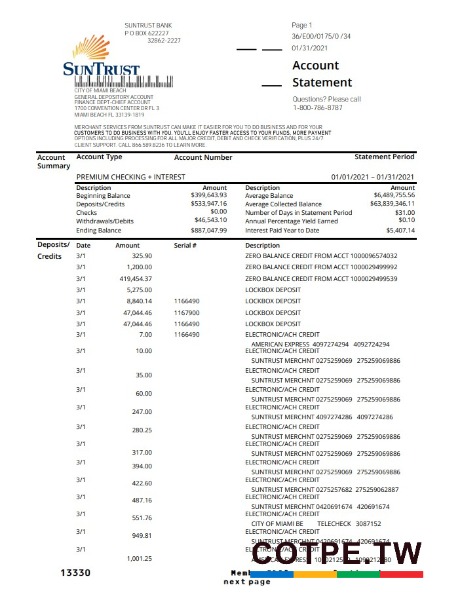 SUNTRUST BANK
P O BOX 622227
32862-2227
Page 1
36/E00/0175/0 /34
01/31/2021
Account
Statement
Questions? Please call
1-800-786-8787
SUNTRUST
CITY OF MIAMI BEACH
GENERAL DEPOSITORY ACCOUNT
FINANCE DEPT-CHIEF ACCOUNT
1700 CONVENTION CENTER DR FL 3
MIAMI BEACH FL 33139-1819
MERCHANT SERVICES FROM SUNTRUST CAN MAKE IT EASIER FOR YOU TO DO BUSINESS AND FOR YOUR
CUSTOMERS TO DO BUSINESS WITH YOU. YOU'LL ENJOY FASTER ACCESS TO YOUR FUNDS, MORE PAYMENT
OPTIONS INCLUDING PROCESSING FOR ALL MAJOR CREDIT, DEBIT AND CHECK VERIFICATION, PLUS 24/7
CLIENT SUPPORT. CALL 866.589.8236 TO LEARN MORE.
Account Summary Account Type Account Number Statement Period
PREMIUM CHECKING + INTEREST 01/01/2021 – 01/31/2021
Description Amount Description Amount
Beginning Balance $399,643.93 Average Balance $6,489,755.56
Deposits/Credits $533,947.16 Average Collected Balance $63,839,346.11
Checks $0.00 Number of Days in Statement Period $31.00
Withdrawals/Debits $46,543.10 Annual Percentage Yield Earned $0.10
Ending Balance $887,047.99 Interest Paid Year to Date $5,407.14
Deposits/ Credits Date Amount Serial # Description
3/1 325.90 ZERO BALANCE CREDIT FROM ACCT 1000096574032
3/1 1,200.00 ZERO BALANCE CREDIT FROM ACCT 1000029499992
3/1 419,454.37 ZERO BALANCE CREDIT FROM ACCT 1000029499539
3/1 5,275.00 LOCKBOX DEPOSIT
3/1 8,840.14 1166490 LOCKBOX DEPOSIT
3/1 47,044.46 1167900 LOCKBOX DEPOSIT
3/1 47,044.46 1166490 LOCKBOX DEPOSIT
3/1 7.00 1166490 ELECTRONIC/ACH CREDIT
AMERICAN EXPRESS 4097274294 4092724294
3/1 10.00 ELECTRONIC/ACH CREDIT
SUNTRUST MERCHNT 0275259069 275259069886
3/1 35.00 ELECTRONIC/ACH CREDIT
SUNTRUST MERCHNT 0275259069 275259069886
3/1 60.00 ELECTRONIC/ACH CREDIT
SUNTRUST MERCHNT 0275259069 275259069886
3/1 247.00 ELECTRONIC/ACH CREDIT
SUNTRUST MERCHNT 4097274286 4097274286
3/1 280.25 ELECTRONIC/ACH CREDIT
SUNTRUST MERCHNT 0275259069 275259069886
3/1 317.00 ELECTRONIC/ACH CREDIT
SUNTRUST MERCHNT 0275259069 275259069886
3/1 394.00 ELECTRONIC/ACH CREDIT
SUNTRUST MERCHNT 0275259069 275259069886
3/1 422.60 ELECTRONIC/ACH CREDIT
SUNTRUST MERCHNT 0275257682 275259062887
3/1 487.16 ELECTRONIC/ACH CREDIT
SUNTRUST MERCHNT 0420691674 420691674
3/1 551.76 ELECTRONIC/ACH CREDIT
CITY OF MIAMI BE TELECHECK 3087152
3/1 949.81 ELECTRONIC/ACH CREDIT
SUNTRUST MERCHNT 0420691674 420691674
3/1 1,001.25
OOTPE.TW
13330
next page